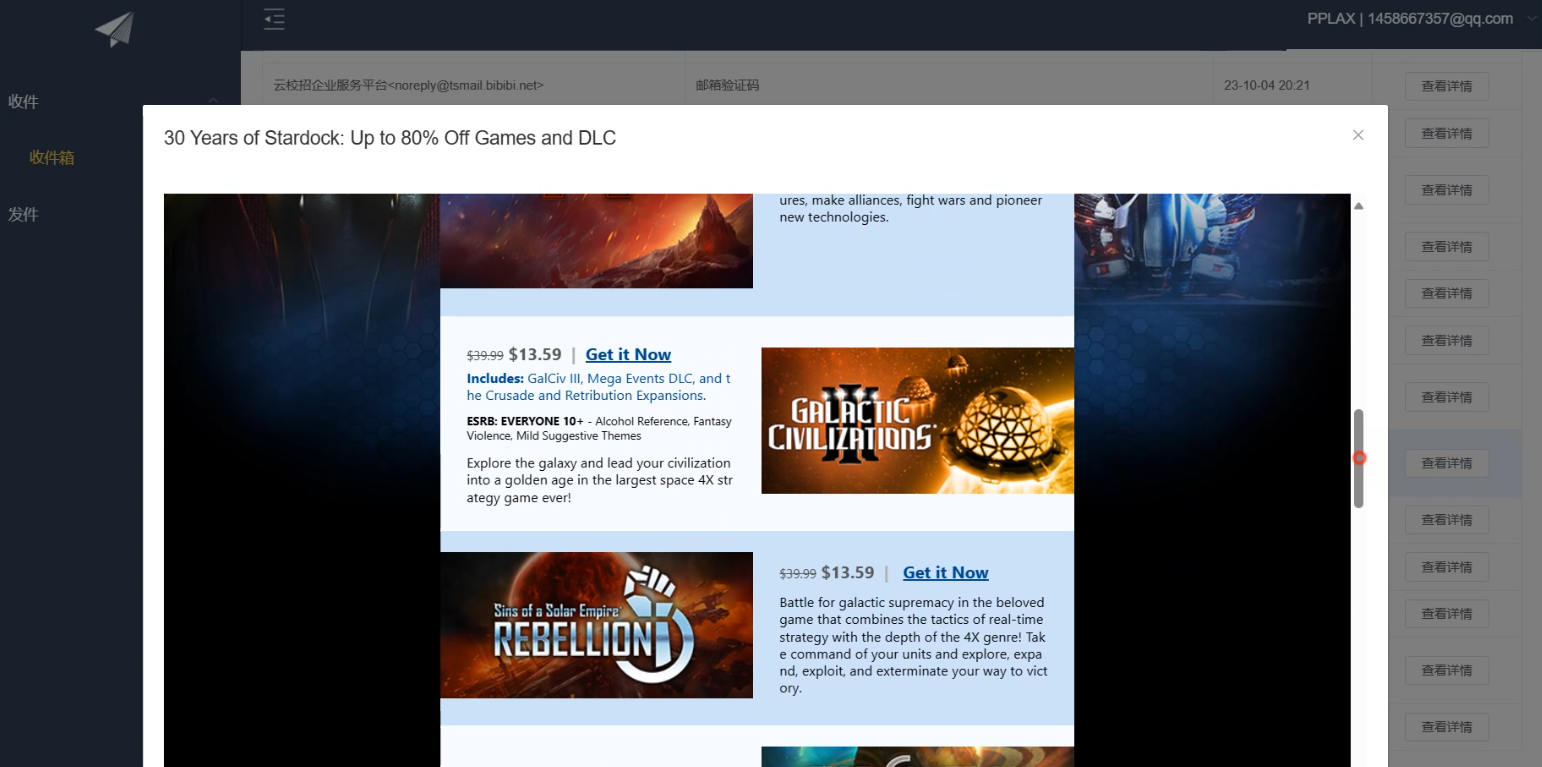 PPLAX | 1458667357@qq.com
云校招企业服务平台<noreply@tsmail.bibibi.net>
邮箱验证码
23-10-04 20:21
查看详情
收件
收件箱
发件
30 Years of Stardock: Up to 80% Off Games and DLC
ures, make alliances, fight wars and pioneer
new technologies.
$39.99 $13.59 | Get it Now
Includes: GalCiv III, Mega Events DLC, and t
he Crusade and Retribution Expansions.
ESRB: EVERYONE 10+ - Alcohol Reference, Fantasy
Violence, Mild Suggestive Themes
Explore the galaxy and lead your civilization
into a golden age in the largest space 4X str
ategy game ever!
GALACTIC
CIVILIZATIONS
III
Sins of a Solar Empire
REBELLION
$39.99 $13.59 | Get it Now
Battle for galactic supremacy in the beloved
game that combines the tactics of real-time
strategy with the depth of the 4X genre! Tak
e command of your units and explore, expa
nd, exploit, and exterminate your way to vict
ory.
查看详情
查看详情
查看详情
查看详情
查看详情
查看详情
查看详情
查看详情
查看详情
查看详情
查看详情
查看详情